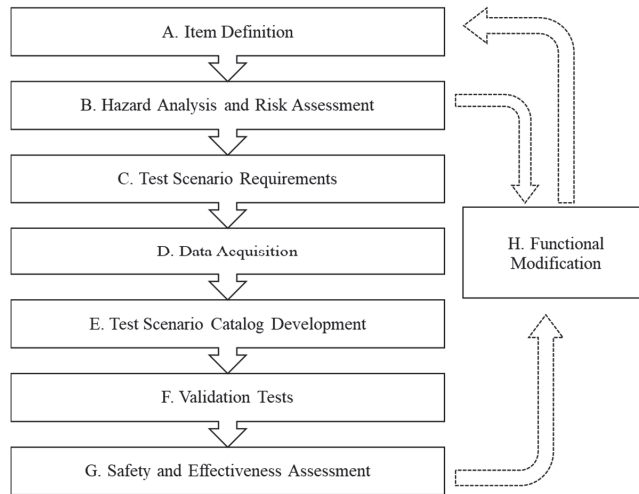 A. Item Definition
B. Hazard Analysis and Risk Assessment
C. Test Scenario Requirements
D. Data Acquisition
E. Test Scenario Catalog Development
F. Validation Tests
G. Safety and Effectiveness Assessment
H. Functional
Modification